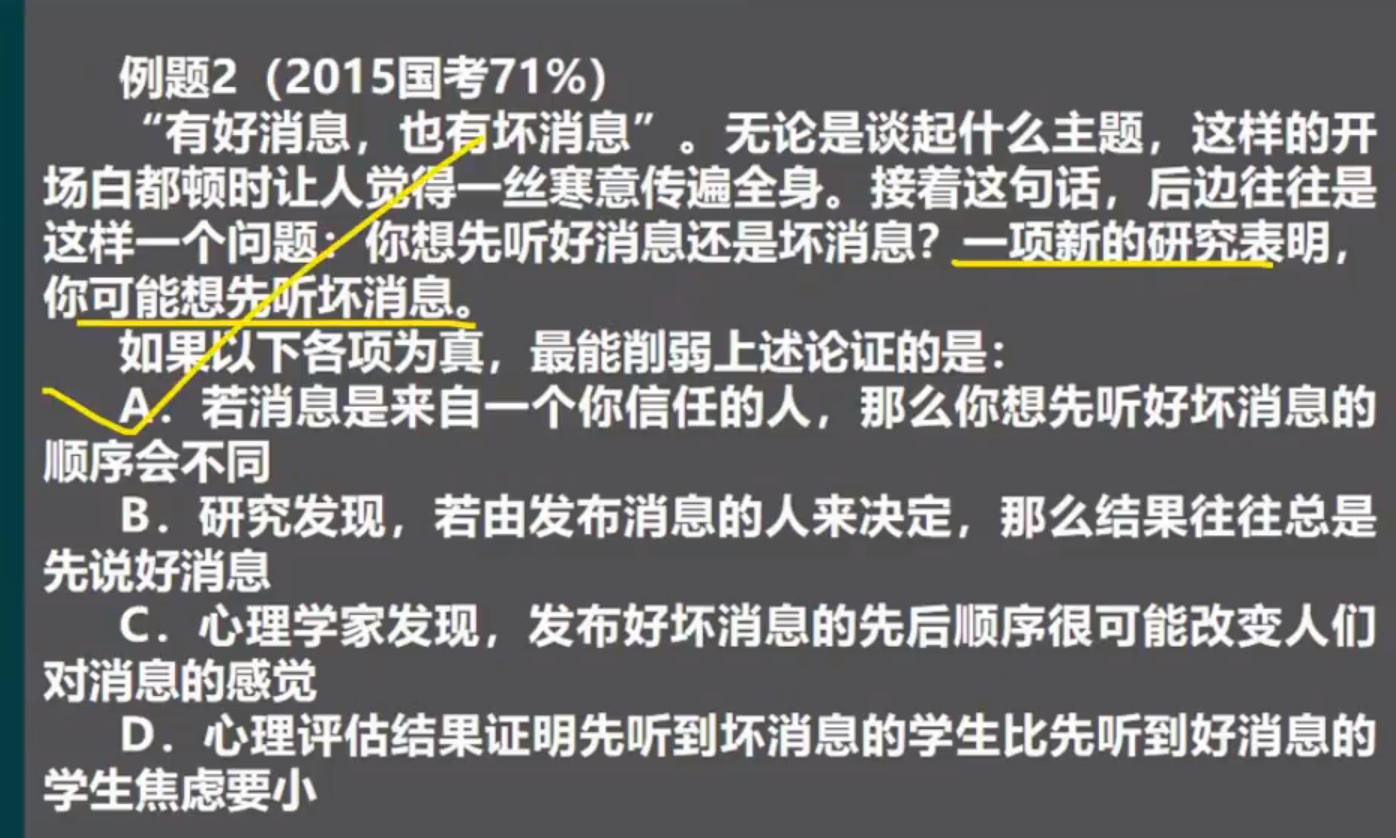 例题2（2015国考71%）
“有好消息，也有坏消息”。无论是谈起什么主题，这样的开
场白都顿时让人觉得一丝寒意传遍全身。接着这句话，后边往往是
这样一个问题：你想先听好消息还是坏消息？一项新的研究表明，
你可能想先听坏消息。
如果以下各项为真，最能削弱上述论证的是：
A．若消息是来自一个你信任的人，那么你想先听好坏消息的
顺序会不同
B．研究发现，若由发布消息的人来决定，那么结果往往总是
先说好消息
C．心理学家发现，发布好坏消息的先后顺序很可能改变人们
对消息的感觉
D．心理评估结果证明先听到坏消息的学生比先听到好消息的
学生焦虑要小